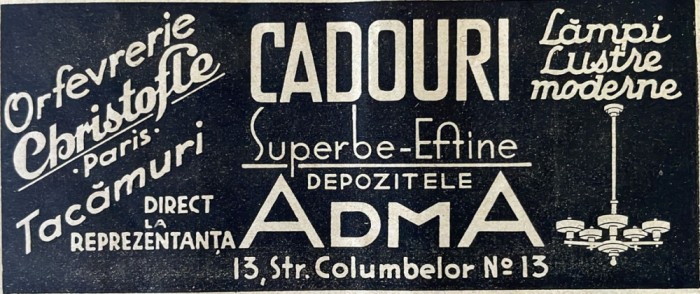 Orfevrerie
Christofle
·Paris·
Tacâmuri
DIRECT
LA
REPREZENTANȚA
CADOURI
Superbe-Eftine
DEPOZITELE
ADMA
13, Str. Columbelor No 13
Lămpi
Lustre
moderne